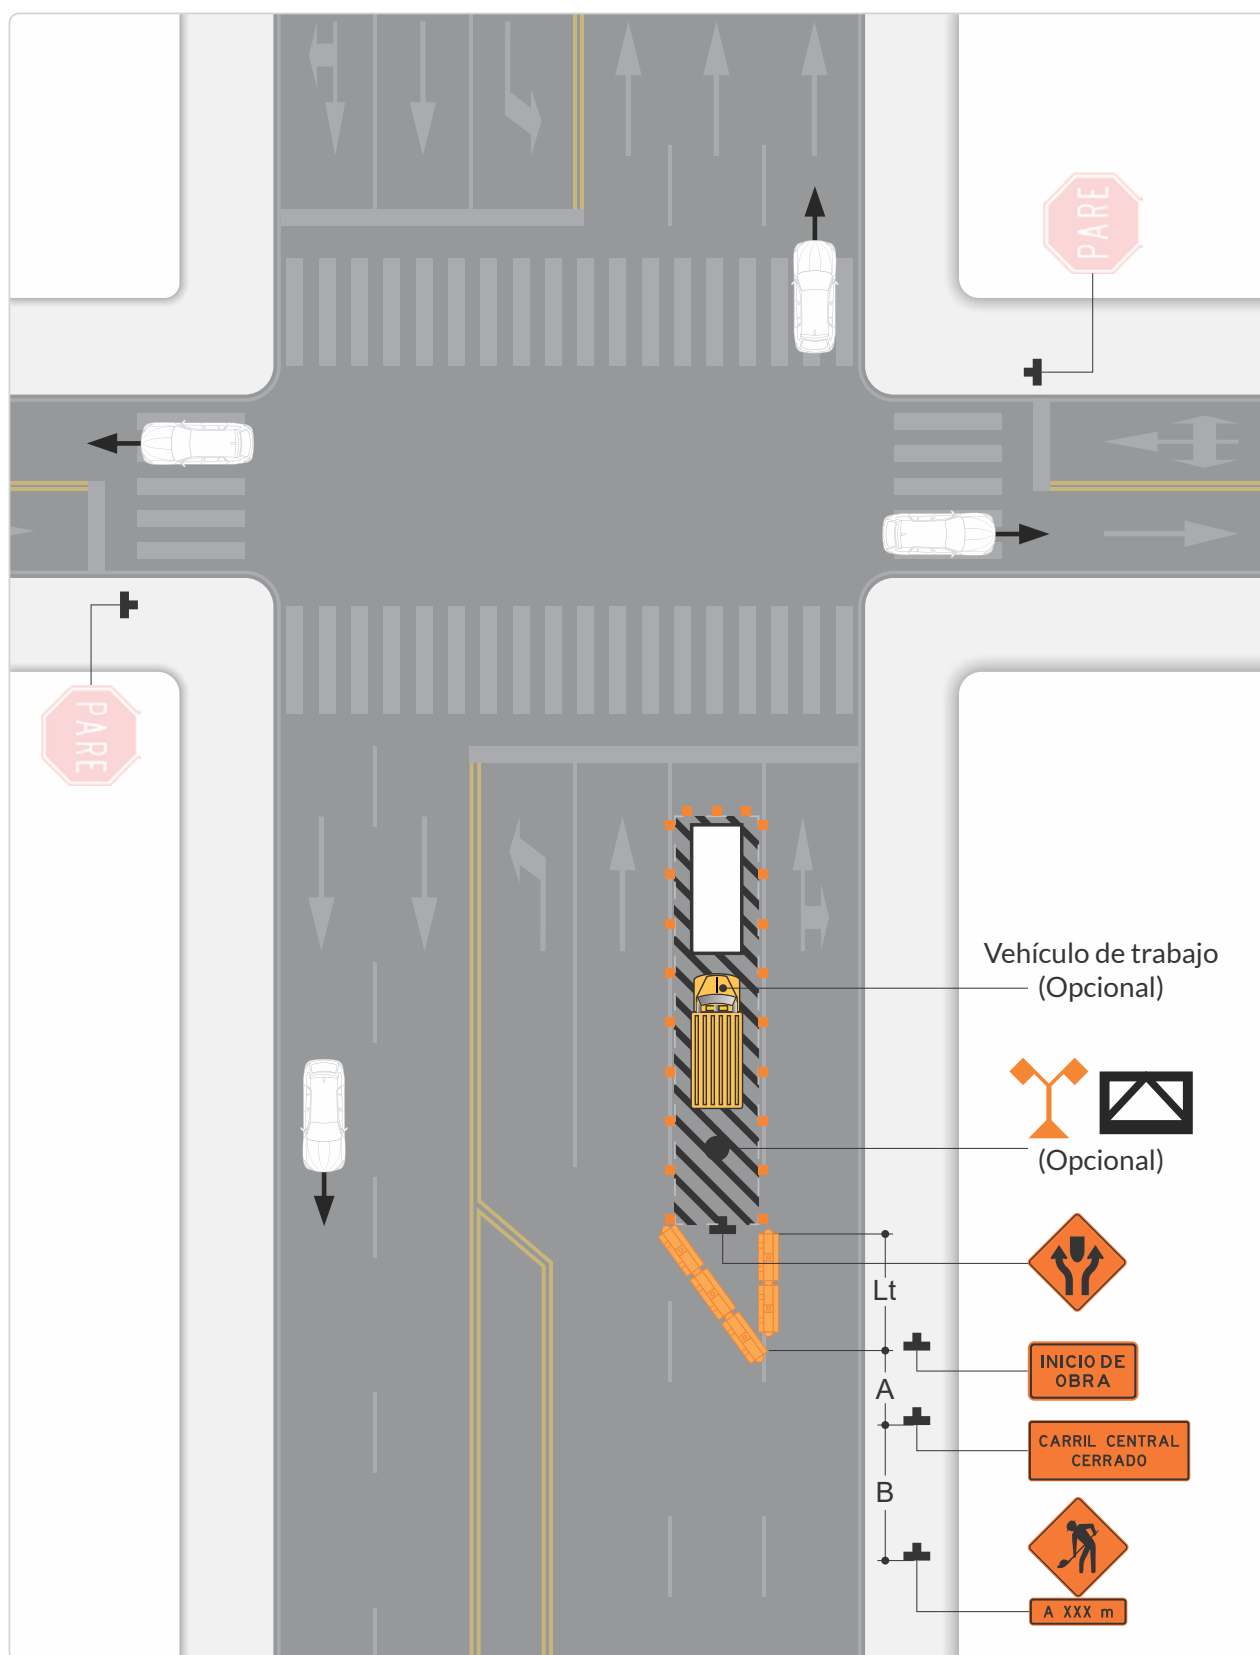 PARE
PARE
Vehículo de trabajo
(Opcional)
(Opcional)
Lt
INICIO DE
OBRA
A
CARRIL CENTRAL
CERRADO
B
A XXX m